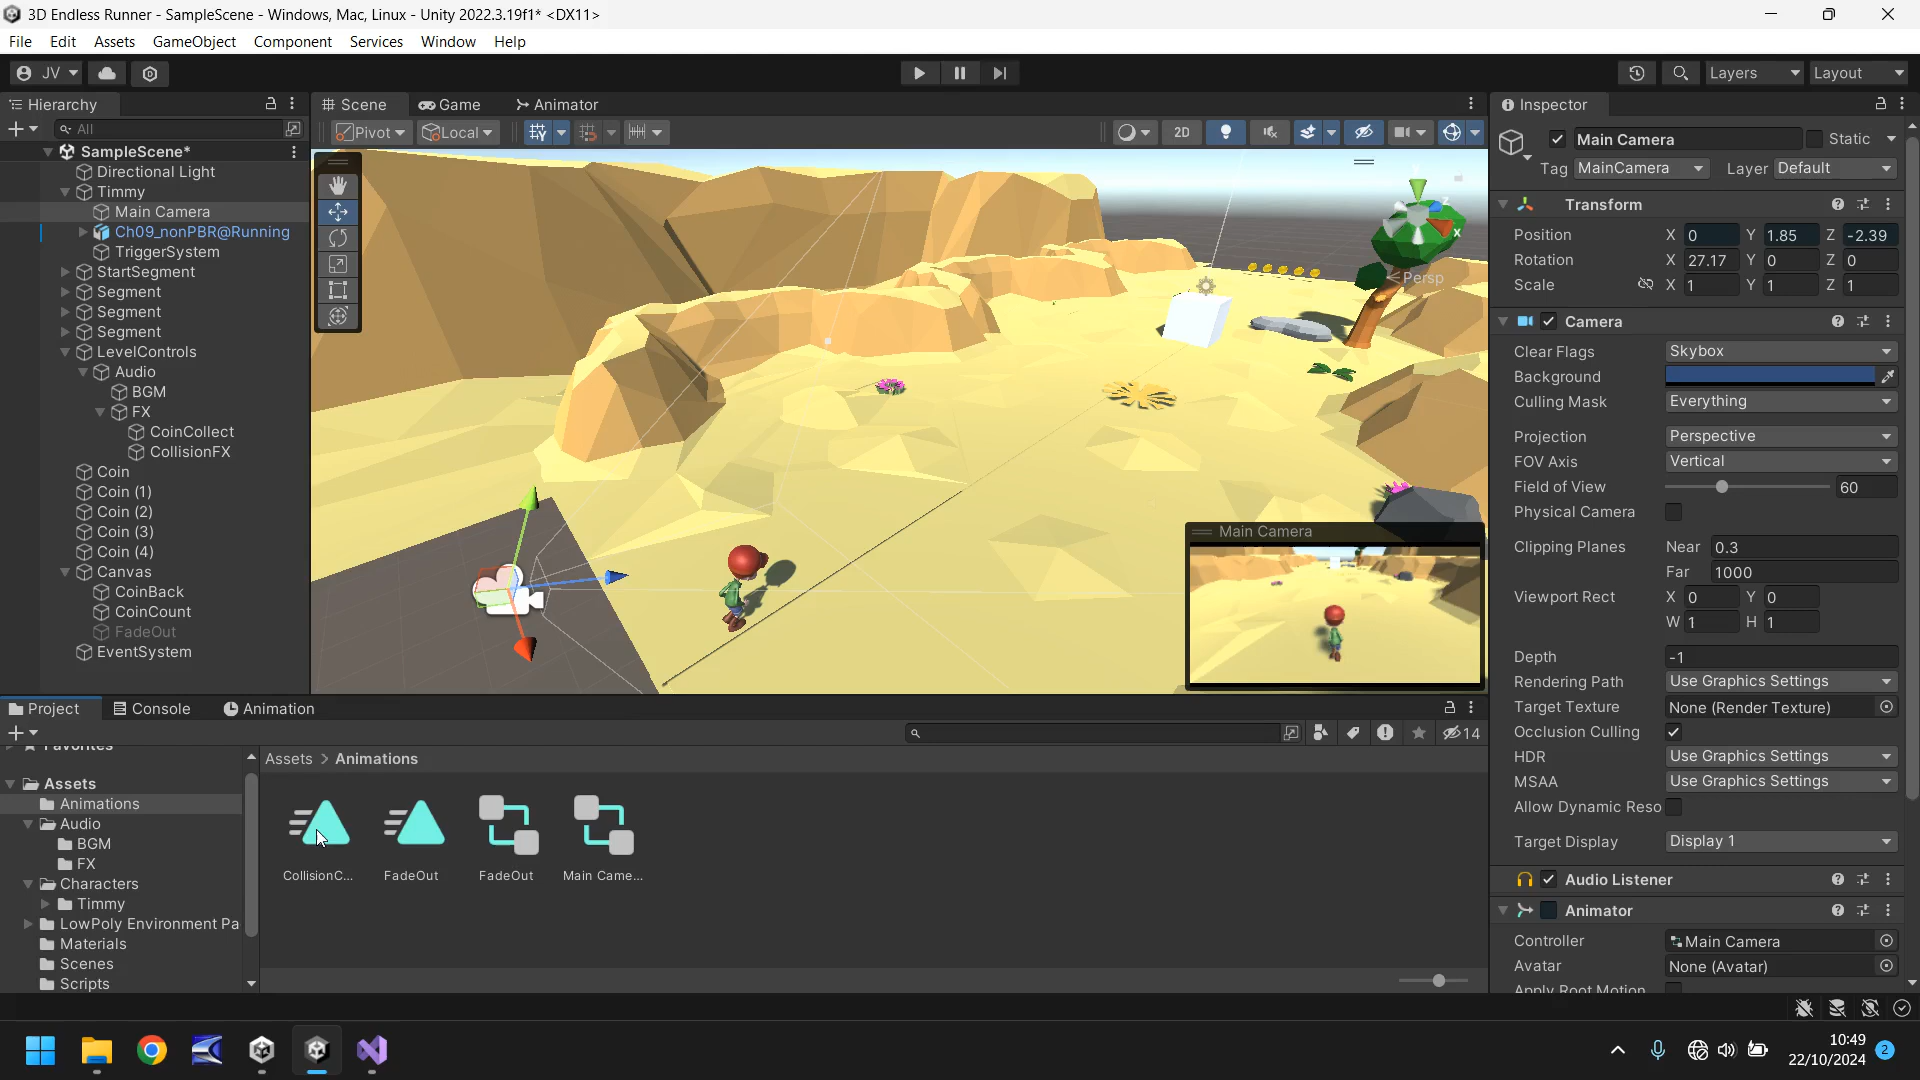 3D Endless Runner - SampleScene - Windows, Mac, Linux - Unity 2022.3.19f1* <DX11>
File Edit Assets GameObject Component Services Window Help
JV Layers Layout
Hierarchy
All
SampleScene*
Directional Light
Timmy
Main Camera
Ch09_nonPBR@Running
TriggerSystem
StartSegment
Segment
Segment
Segment
LevelControls
Audio
BGM
FX
CoinCollect
CollisionFX
Coin
Coin (1)
Coin (2)
Coin (3)
Coin (4)
Canvas
CoinBack
CoinCount
FadeOut
EventSystem
Scene Game Animator
Pivot Local 2D
x
Persp
Main Camera
Inspector
Main Camera Static
Tag MainCamera Layer Default
Transform
Position X 0 Y 1.85 Z -2.39
Rotation X 27.17 Y 0 Z 0
Scale X 1 Y 1 Z 1
Camera
Clear Flags Skybox
Background
Culling Mask Everything
Projection Perspective
FOV Axis Vertical
Field of View 60
Physical Camera
Clipping Planes Near 0.3
Far 1000
Viewport Rect X 0 Y 0
W 1 H 1
Depth -1
Rendering Path Use Graphics Settings
Target Texture None (Render Texture)
Occlusion Culling
HDR Use Graphics Settings
MSAA Use Graphics Settings
Allow Dynamic Reso
Target Display Display 1
Audio Listener
Animator
Controller Main Camera
Avatar None (Avatar)
Apply Root Motion
Project Console Animation
14
Favorites
Assets
Animations
Audio
BGM
FX
Characters
Timmy
LowPoly Environment Pa
Materials
Scenes
Scripts
Assets > Animations
CollisionC... FadeOut FadeOut Main Came...
10:49
22/10/2024
2